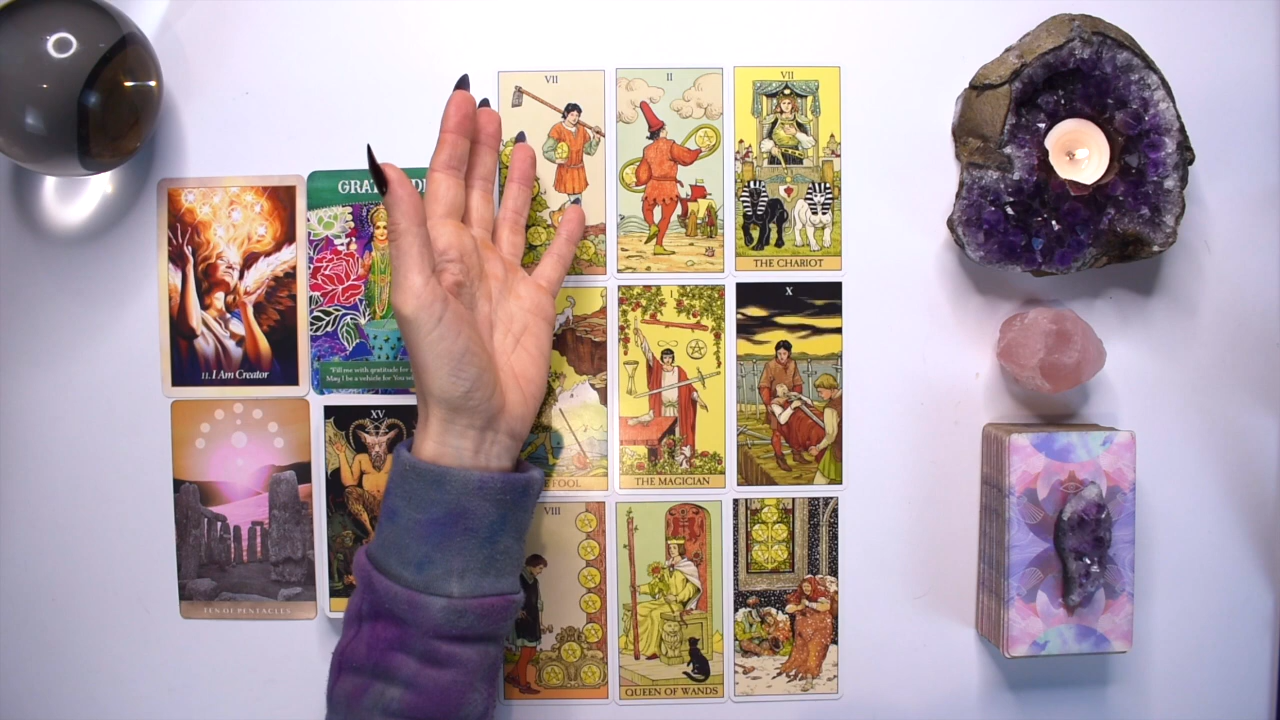 VII
II
VII
THE CHARIOT
11. I Am Creator
"Fill me with gratitude for
May I be a vehicle for You
XV
I
X
THE MAGICIAN
FOOL
TEN OF PENTACLES
VIII
QUEEN OF WANDS